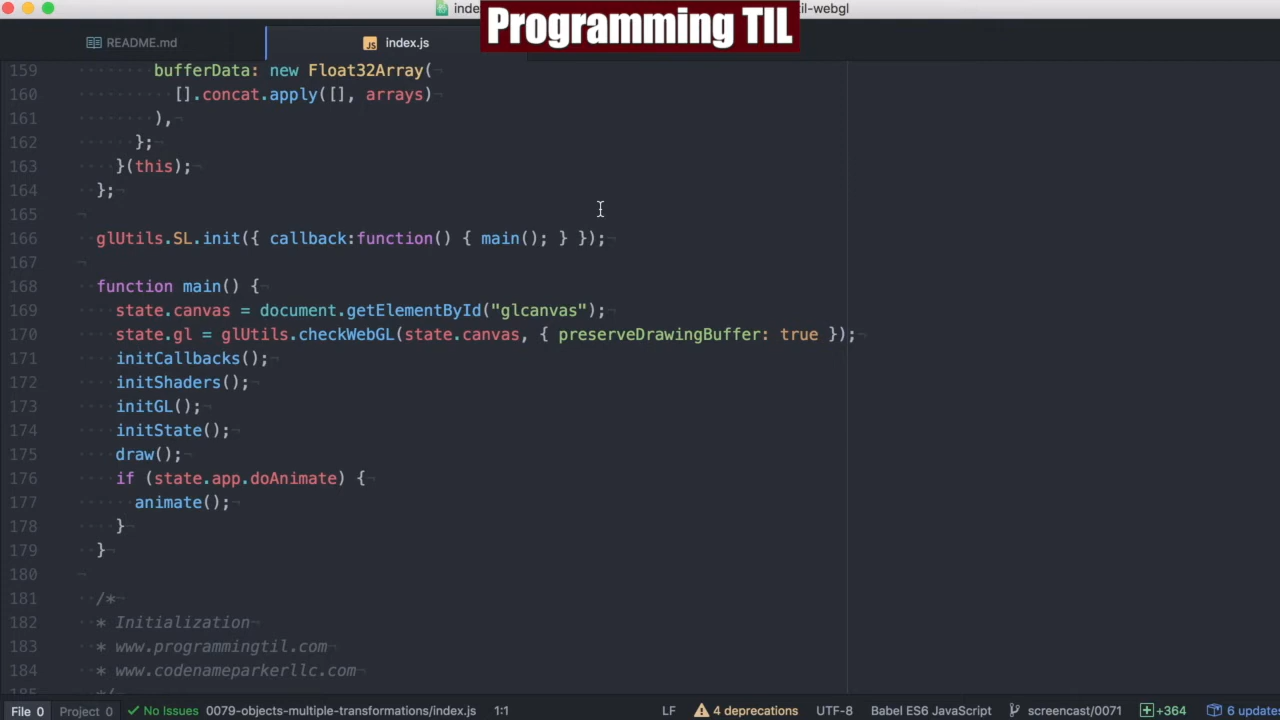 inde
Programming TIL
til-webgl
README.md
index.js
159 bufferData: new Float32Array(
160 [].concat.apply([], arrays)
161 ),
162 };
163 }(this);
164 };
165
166 glUtils.SL.init({ callback:function() { main(); } });
167
168 function main() {
169 state.canvas = document.getElementById("glcanvas");
170 state.gl = glUtils.checkWebGL(state.canvas, { preserveDrawingBuffer: true });
171 initCallbacks();
172 initShaders();
173 initGL();
174 initState();
175 draw();
176 if (state.app.doAnimate) {
177 animate();
178 }
179 }
180
181 /*
182 * Initialization
183 * www.programmingtil.com
184 * www.codenameparkerllc.com
185 */
File 0 Project 0 No Issues 0079-objects-multiple-transformations/index.js 1:1 LF 4 deprecations UTF-8 Babel ES6 JavaScript screencast/0071 +364 6 update